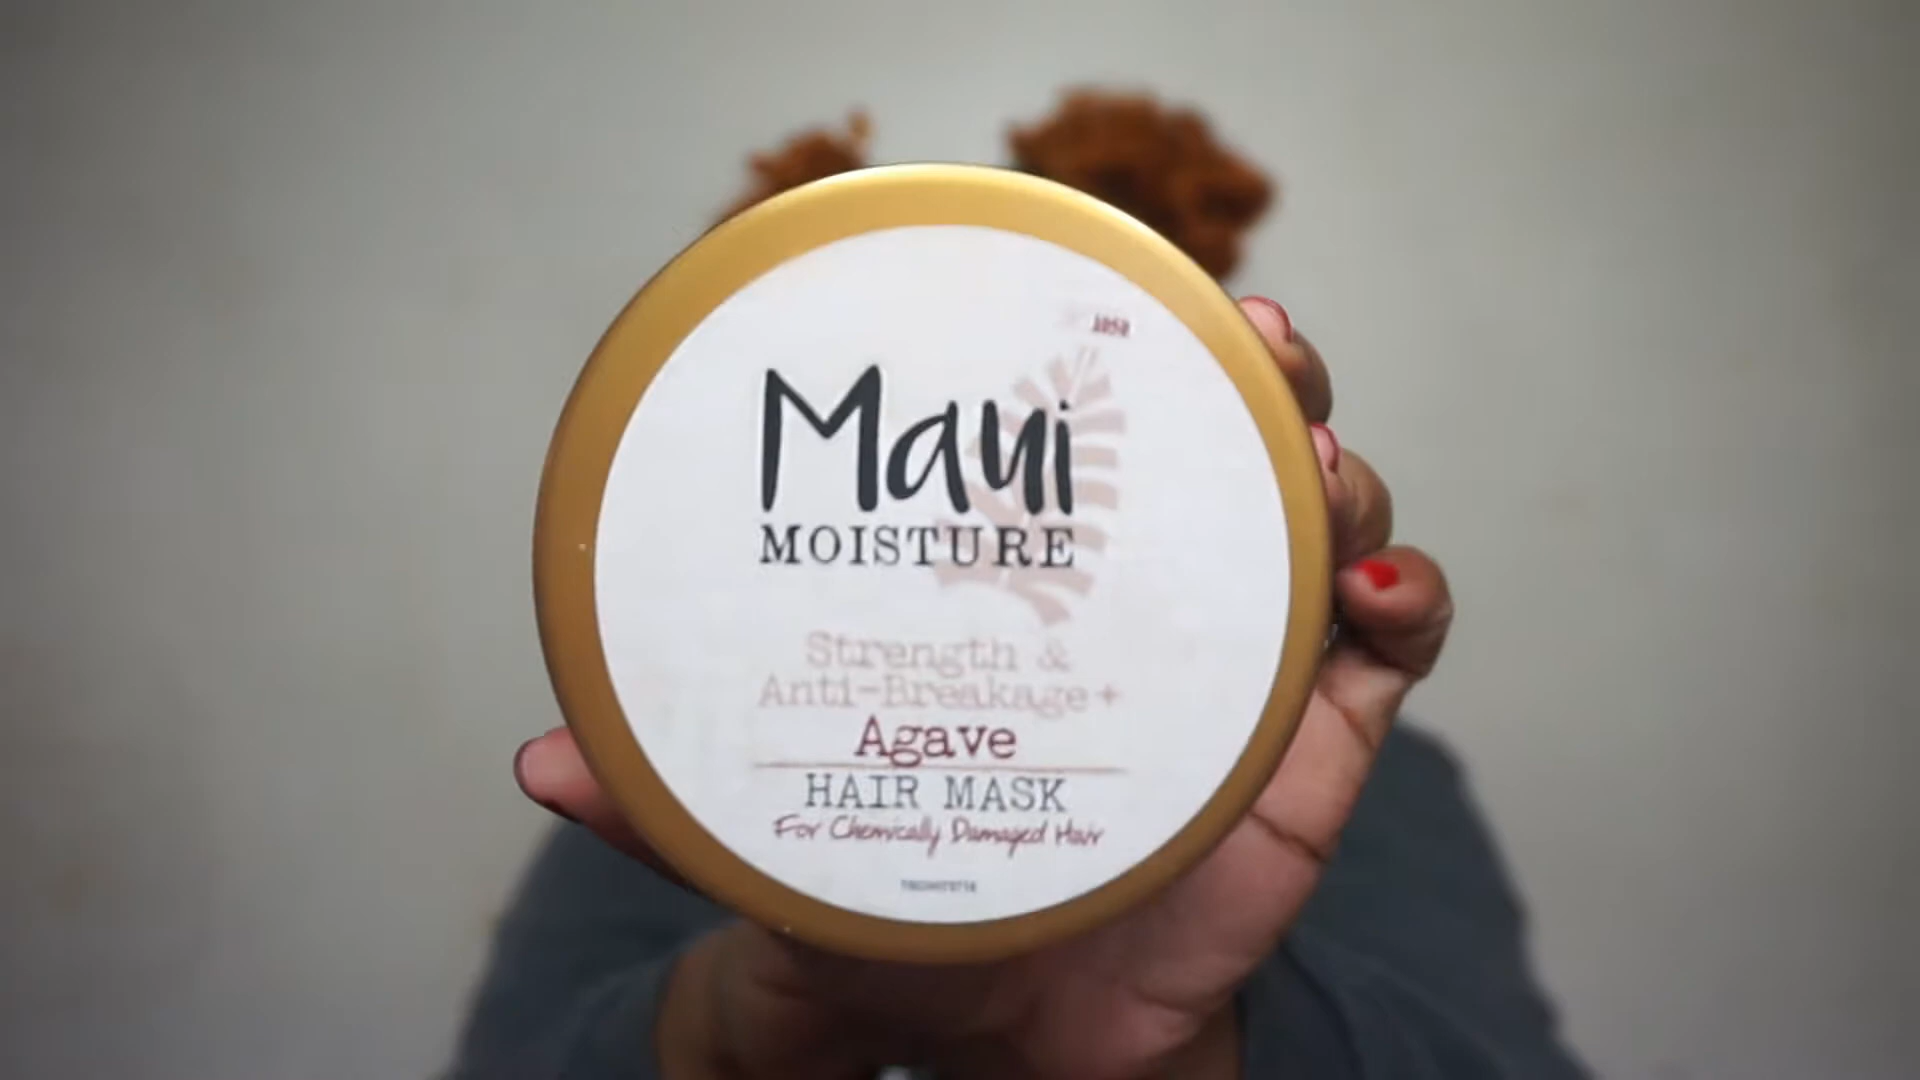 Maui
MOISTURE
Strength &
Anti-Breakage+
Agave
HAIR MASK
For Chemically Damaged Hair